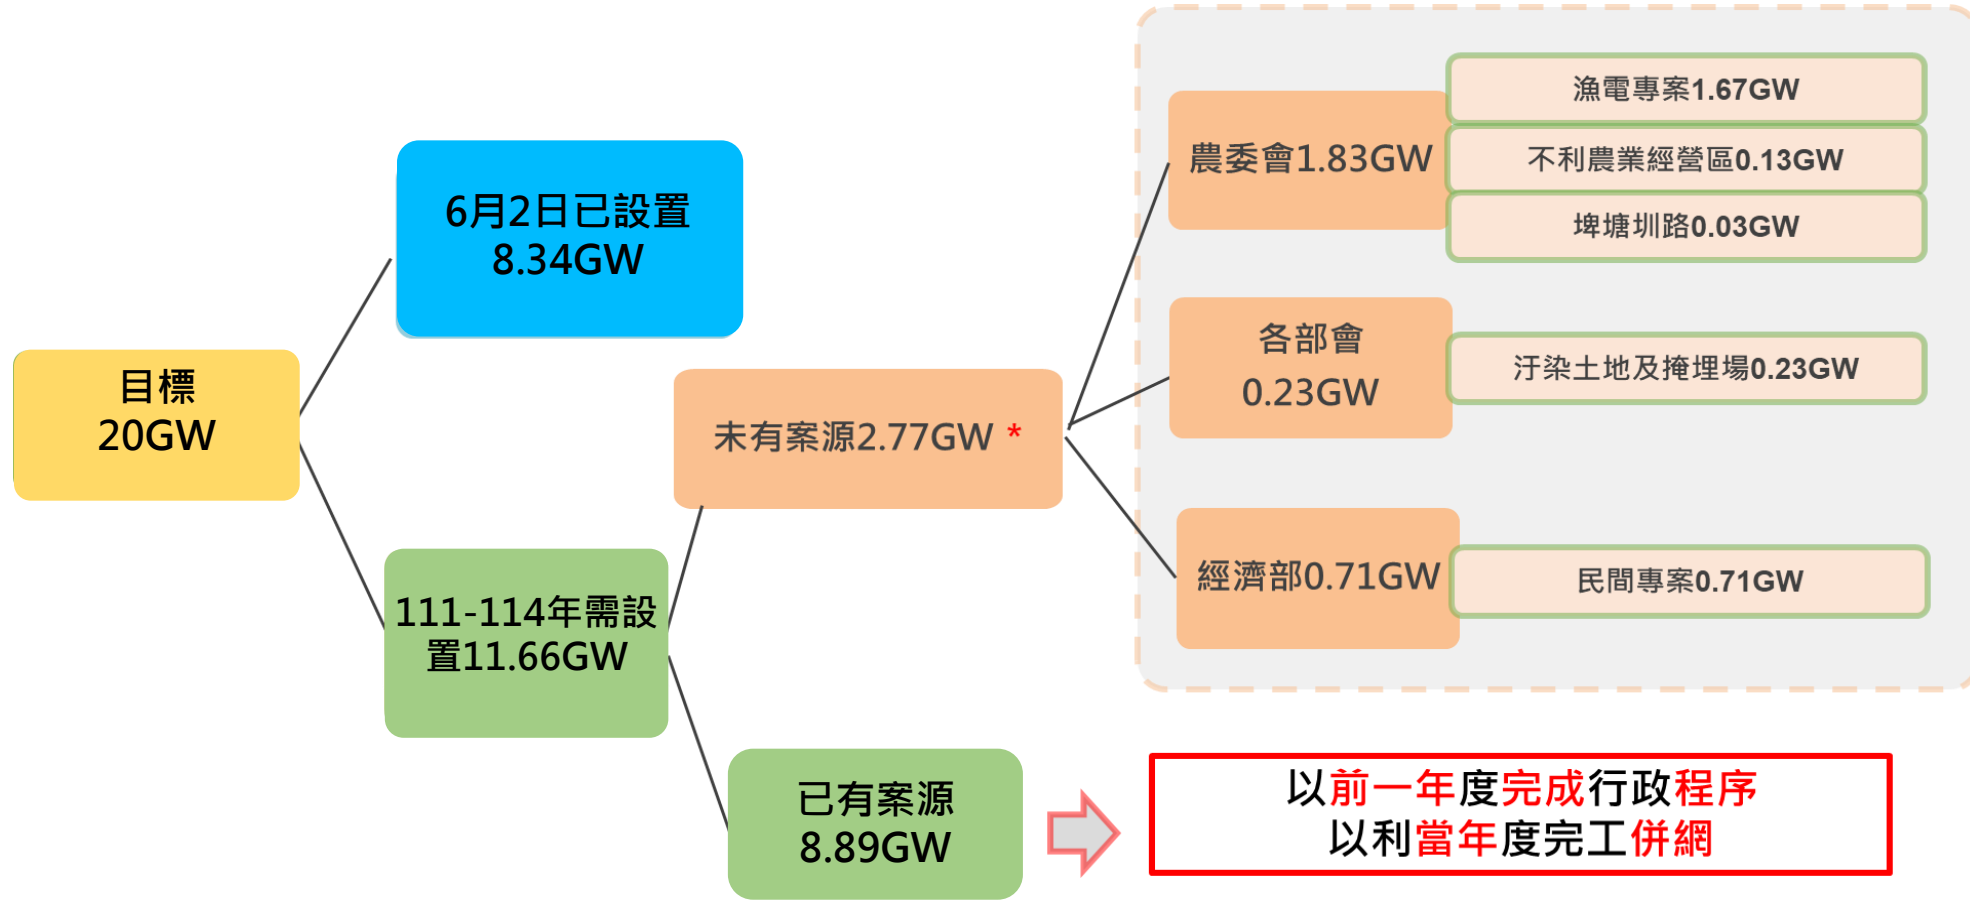 目標
20GW
6月2日已設置
8.34GW
111-114年需設
置11.66GW
未有案源2.77GW *
已有案源
8.89GW
農委會1.83GW
漁電專案1.67GW
不利農業經營區0.13GW
埤塘圳路0.03GW
各部會
0.23GW
汙染土地及掩埋場0.23GW
經濟部0.71GW
民間專案0.71GW
以前一年度完成行政程序
以利當年度完工併網